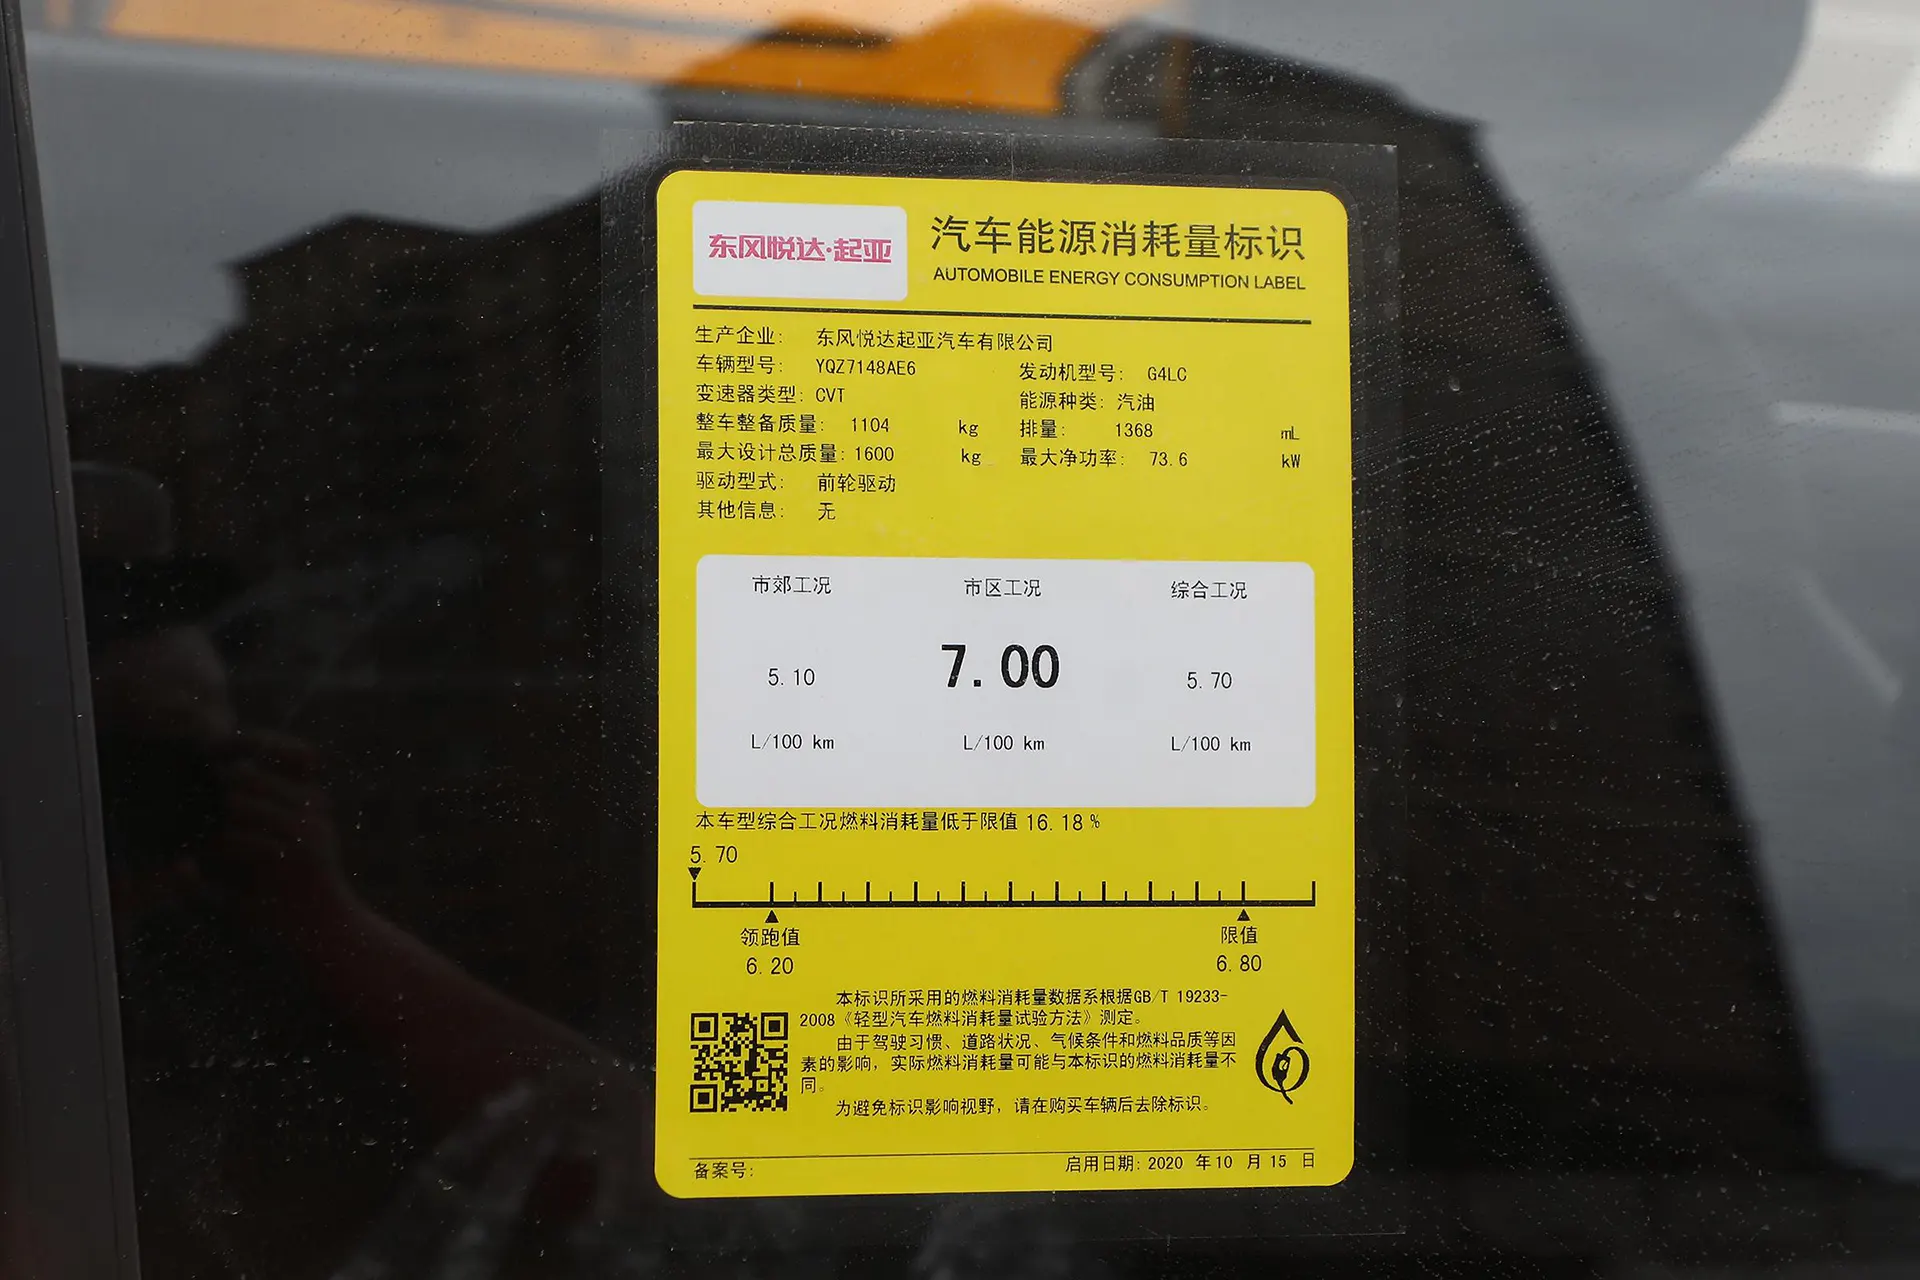 东风悦达·起亚
汽车能源消耗量标识
AUTOMOBILE ENERGY CONSUMPTION LABEL
生产企业: 东风悦达起亚汽车有限公司
车辆型号: YQZ7148AE6 发动机型号: G4LC
变速器类型: CVT 能源种类: 汽油
整车整备质量: 1104 kg 排量: 1368 mL
最大设计总质量: 1600 kg 最大净功率: 73.6 kW
驱动型式: 前轮驱动
其他信息: 无
市郊工况 市区工况 综合工况
5.10 7.00 5.70
L/100 km L/100 km L/100 km
本车型综合工况燃料消耗量低于限值 16.18 %
5.70
领跑值 限值
6.20 6.80
本标识所采用的燃料消耗量数据系根据GB/T 19233-
2008《轻型汽车燃料消耗量试验方法》测定。
由于驾驶习惯、道路状况、气候条件和燃料品质等因
素的影响，实际燃料消耗量可能与本标识的燃料消耗量不
同。
为避免标识影响视野，请在购买车辆后去除标识。
备案号: 启用日期: 2020 年 10 月 15 日